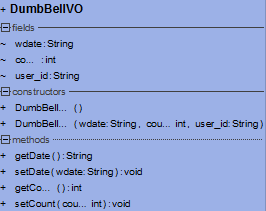 + DumbBellVO
fields
~ wdate: String
~ co... : int
~ user_id: String
constructors
+ DumbBell... ()
+ DumbBell... (wdate: String, cou... int, user_id: String)
methods
+ getDate(): String
+ setDate(wdate: String): void
+ getCo... (): int
+ setCount(cou... int): void